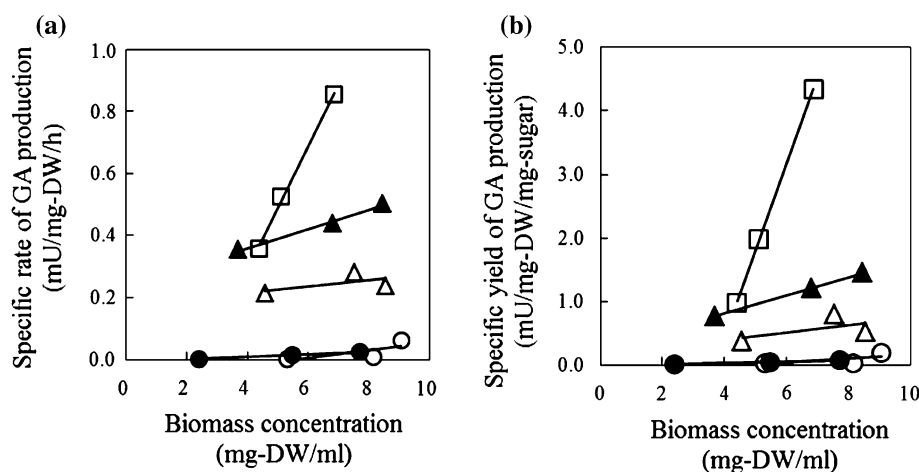 (a)
Specific rate of GA production
(mU/mg-DW/h)
1.0
0.8
0.6
0.4
0.2
0.0
0 2 4 6 8 10
Biomass concentration
(mg-DW/ml)
(b)
Specific yield of GA production
(mU/mg-DW/mg-sugar)
5.0
4.0
3.0
2.0
1.0
0.0
0 2 4 6 8 10
Biomass concentration
(mg-DW/ml)